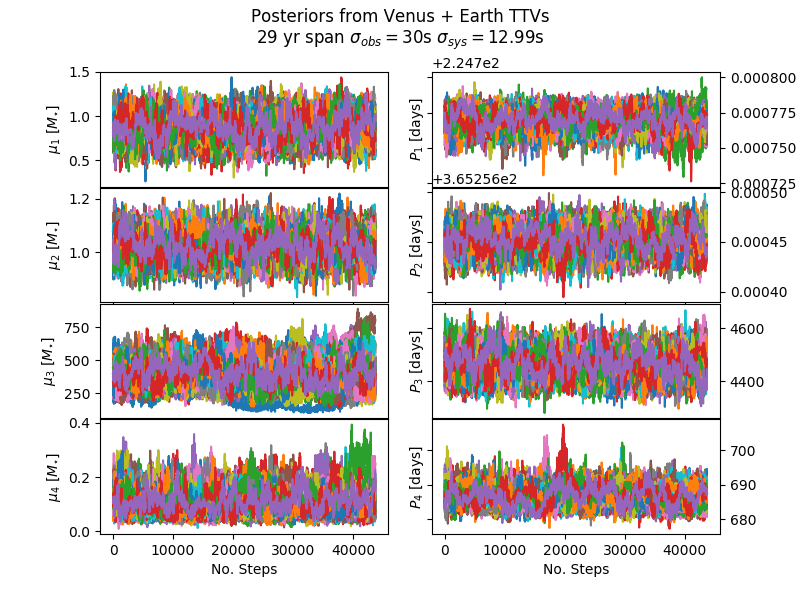 Posteriors from Venus + Earth TTVs
29 yr span σ_obs = 30s σ_sys = 12.99s
+2.247e2
1.5
1.0
0.5
μ₁ [M⋆]
P₁ [days]
0.000800
0.000775
0.000750
0.000725
+3.65256e2
1.2
1.0
μ₂ [M⋆]
P₂ [days]
0.00050
0.00045
0.00040
750
500
250
μ₃ [M⋆]
P₃ [days]
4600
4400
0.4
0.2
0.0
μ₄ [M⋆]
P₄ [days]
700
690
680
0 10000 20000 30000 40000
0 10000 20000 30000 40000
No. Steps
No. Steps